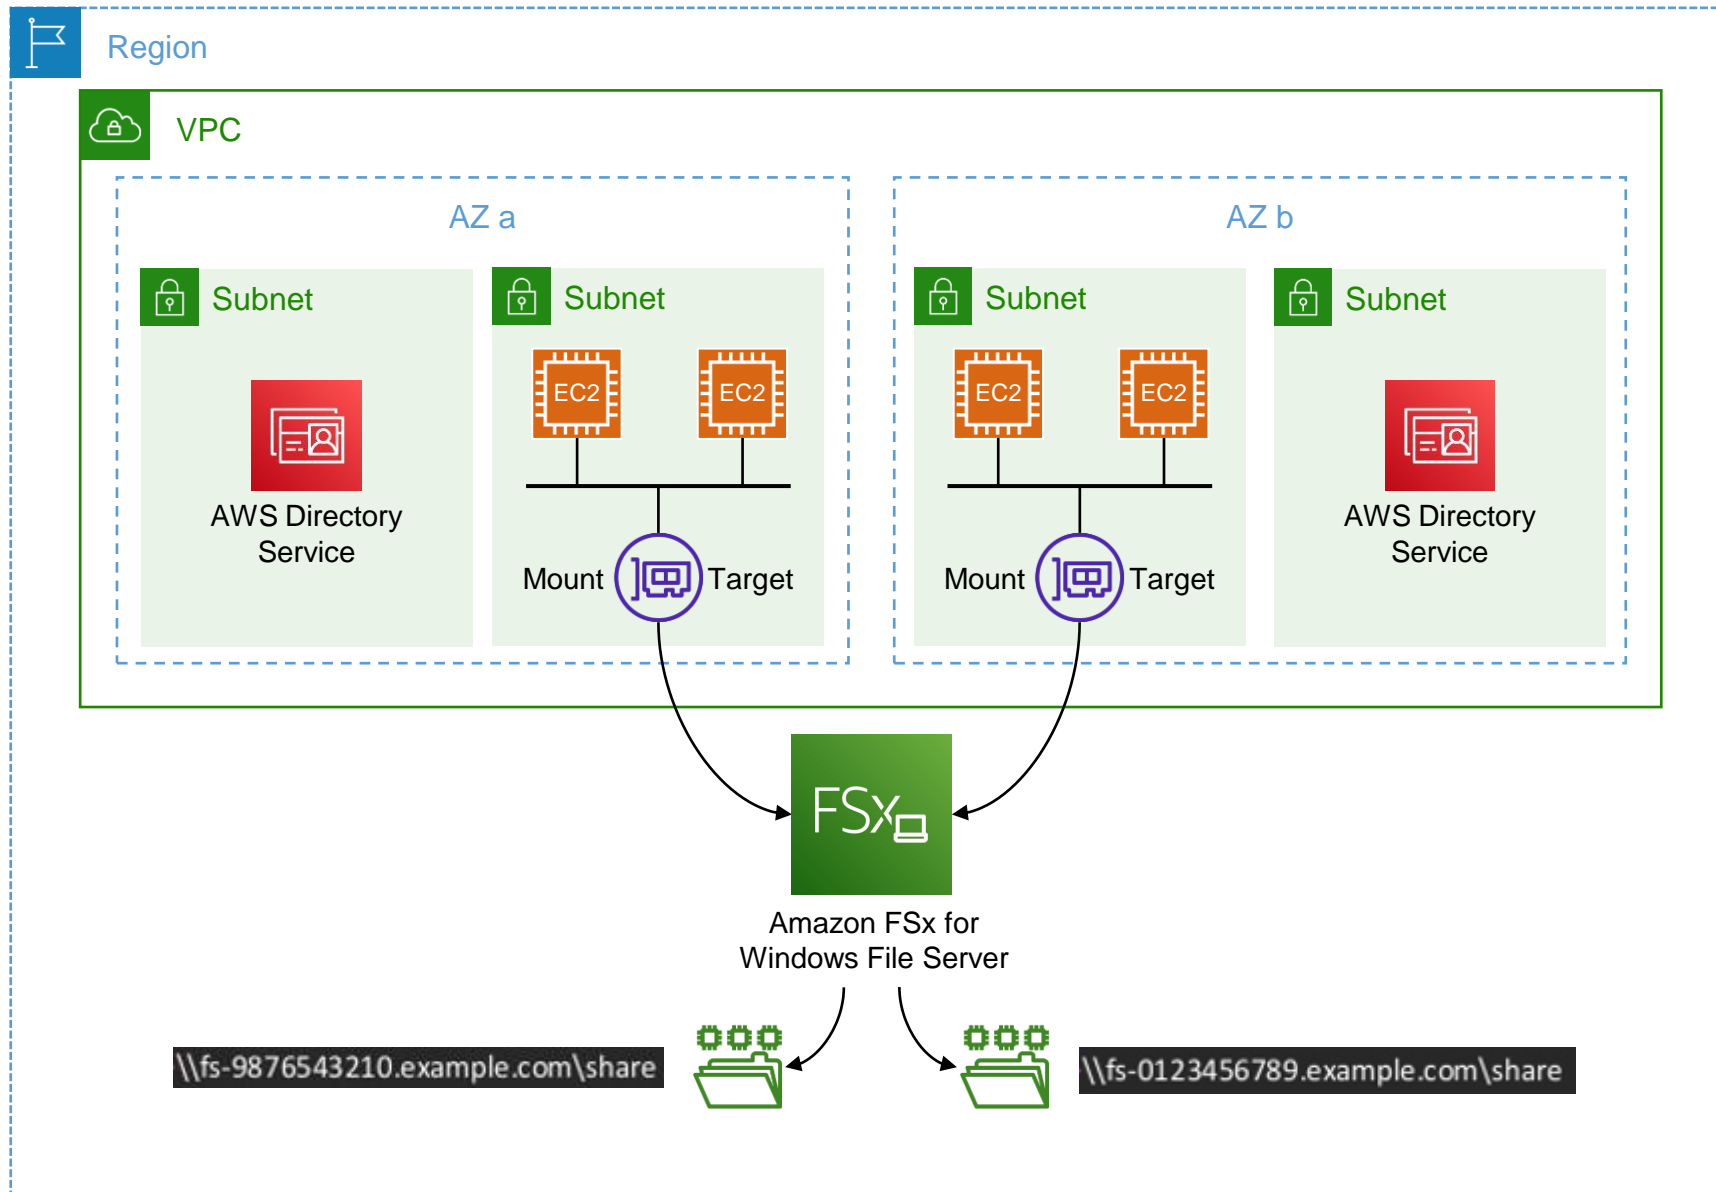 Region
VPC
AZ a
AZ b
Subnet
Subnet
Subnet
Subnet
EC2
EC2
EC2
EC2
AWS Directory
Service
AWS Directory
Service
Mount Target
Mount Target
FSx
Amazon FSx for
Windows File Server
\\fs-9876543210.example.com\share
\\fs-0123456789.example.com\share